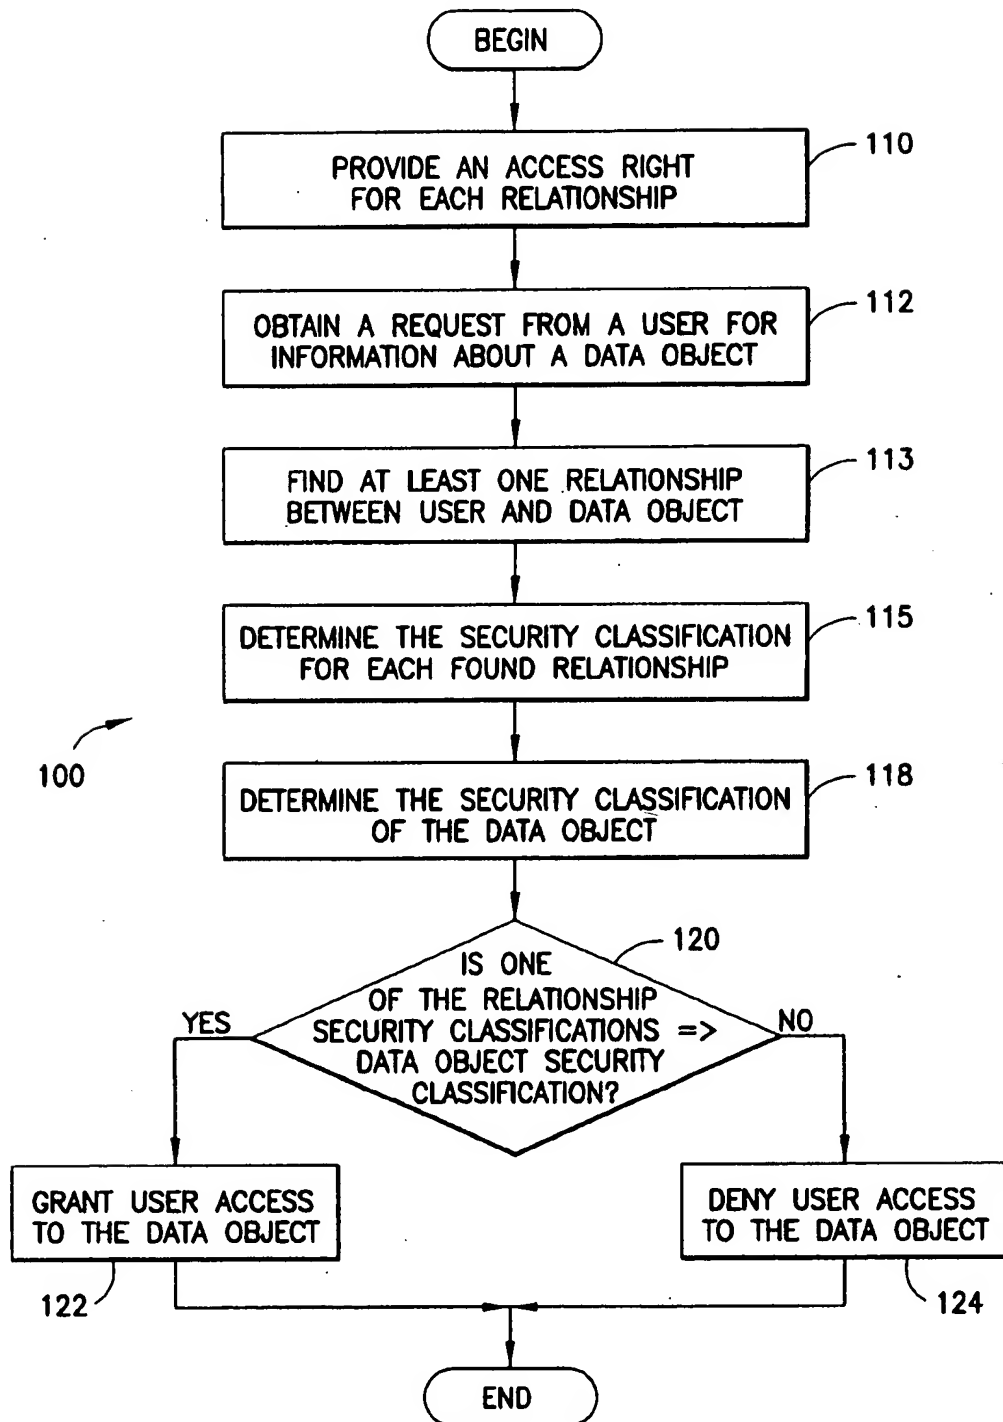 BEGIN
PROVIDE AN ACCESS RIGHT
FOR EACH RELATIONSHIP
110
OBTAIN A REQUEST FROM A USER FOR
INFORMATION ABOUT A DATA OBJECT
112
FIND AT LEAST ONE RELATIONSHIP
BETWEEN USER AND DATA OBJECT
113
DETERMINE THE SECURITY CLASSIFICATION
FOR EACH FOUND RELATIONSHIP
115
100
DETERMINE THE SECURITY CLASSIFICATION
OF THE DATA OBJECT
118
120
IS ONE
OF THE RELATIONSHIP
SECURITY CLASSIFICATIONS =>
DATA OBJECT SECURITY
CLASSIFICATION?
YES
NO
GRANT USER ACCESS
TO THE DATA OBJECT
122
DENY USER ACCESS
TO THE DATA OBJECT
124
END